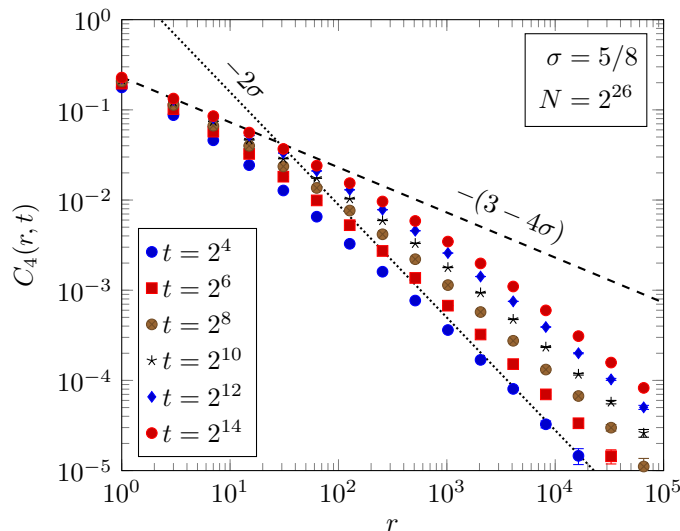 σ = 5/8
N = 2^26
−2σ
−(3 − 4σ)
C_4(r, t)
10^0
10^−1
10^−2
10^−3
10^−4
10^−5
t = 2^4
t = 2^6
t = 2^8
t = 2^10
t = 2^12
t = 2^14
10^0 10^1 10^2 10^3 10^4 10^5
r